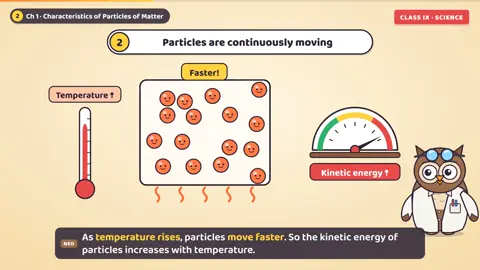 2 Ch 1 - Characteristics of Particles of Matter
CLASS IX - SCIENCE
2 Particles are continuously moving
Faster!
Temperature ↑
Kinetic energy ↑
NEO As temperature rises, particles move faster. So the kinetic energy of
particles increases with temperature.